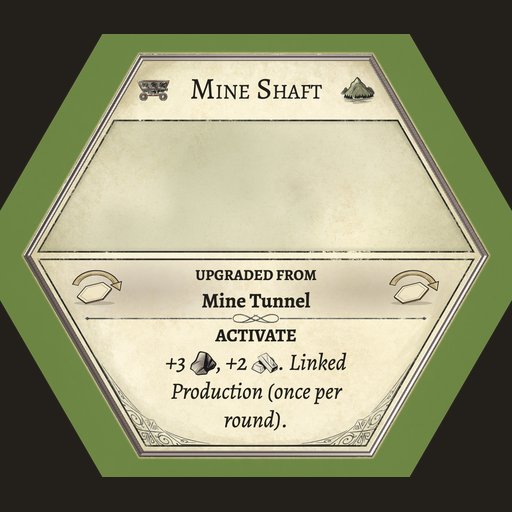 Mine Shaft
UPGRADED FROM
Mine Tunnel
ACTIVATE
+3 , +2 . Linked
Production (once per
round).